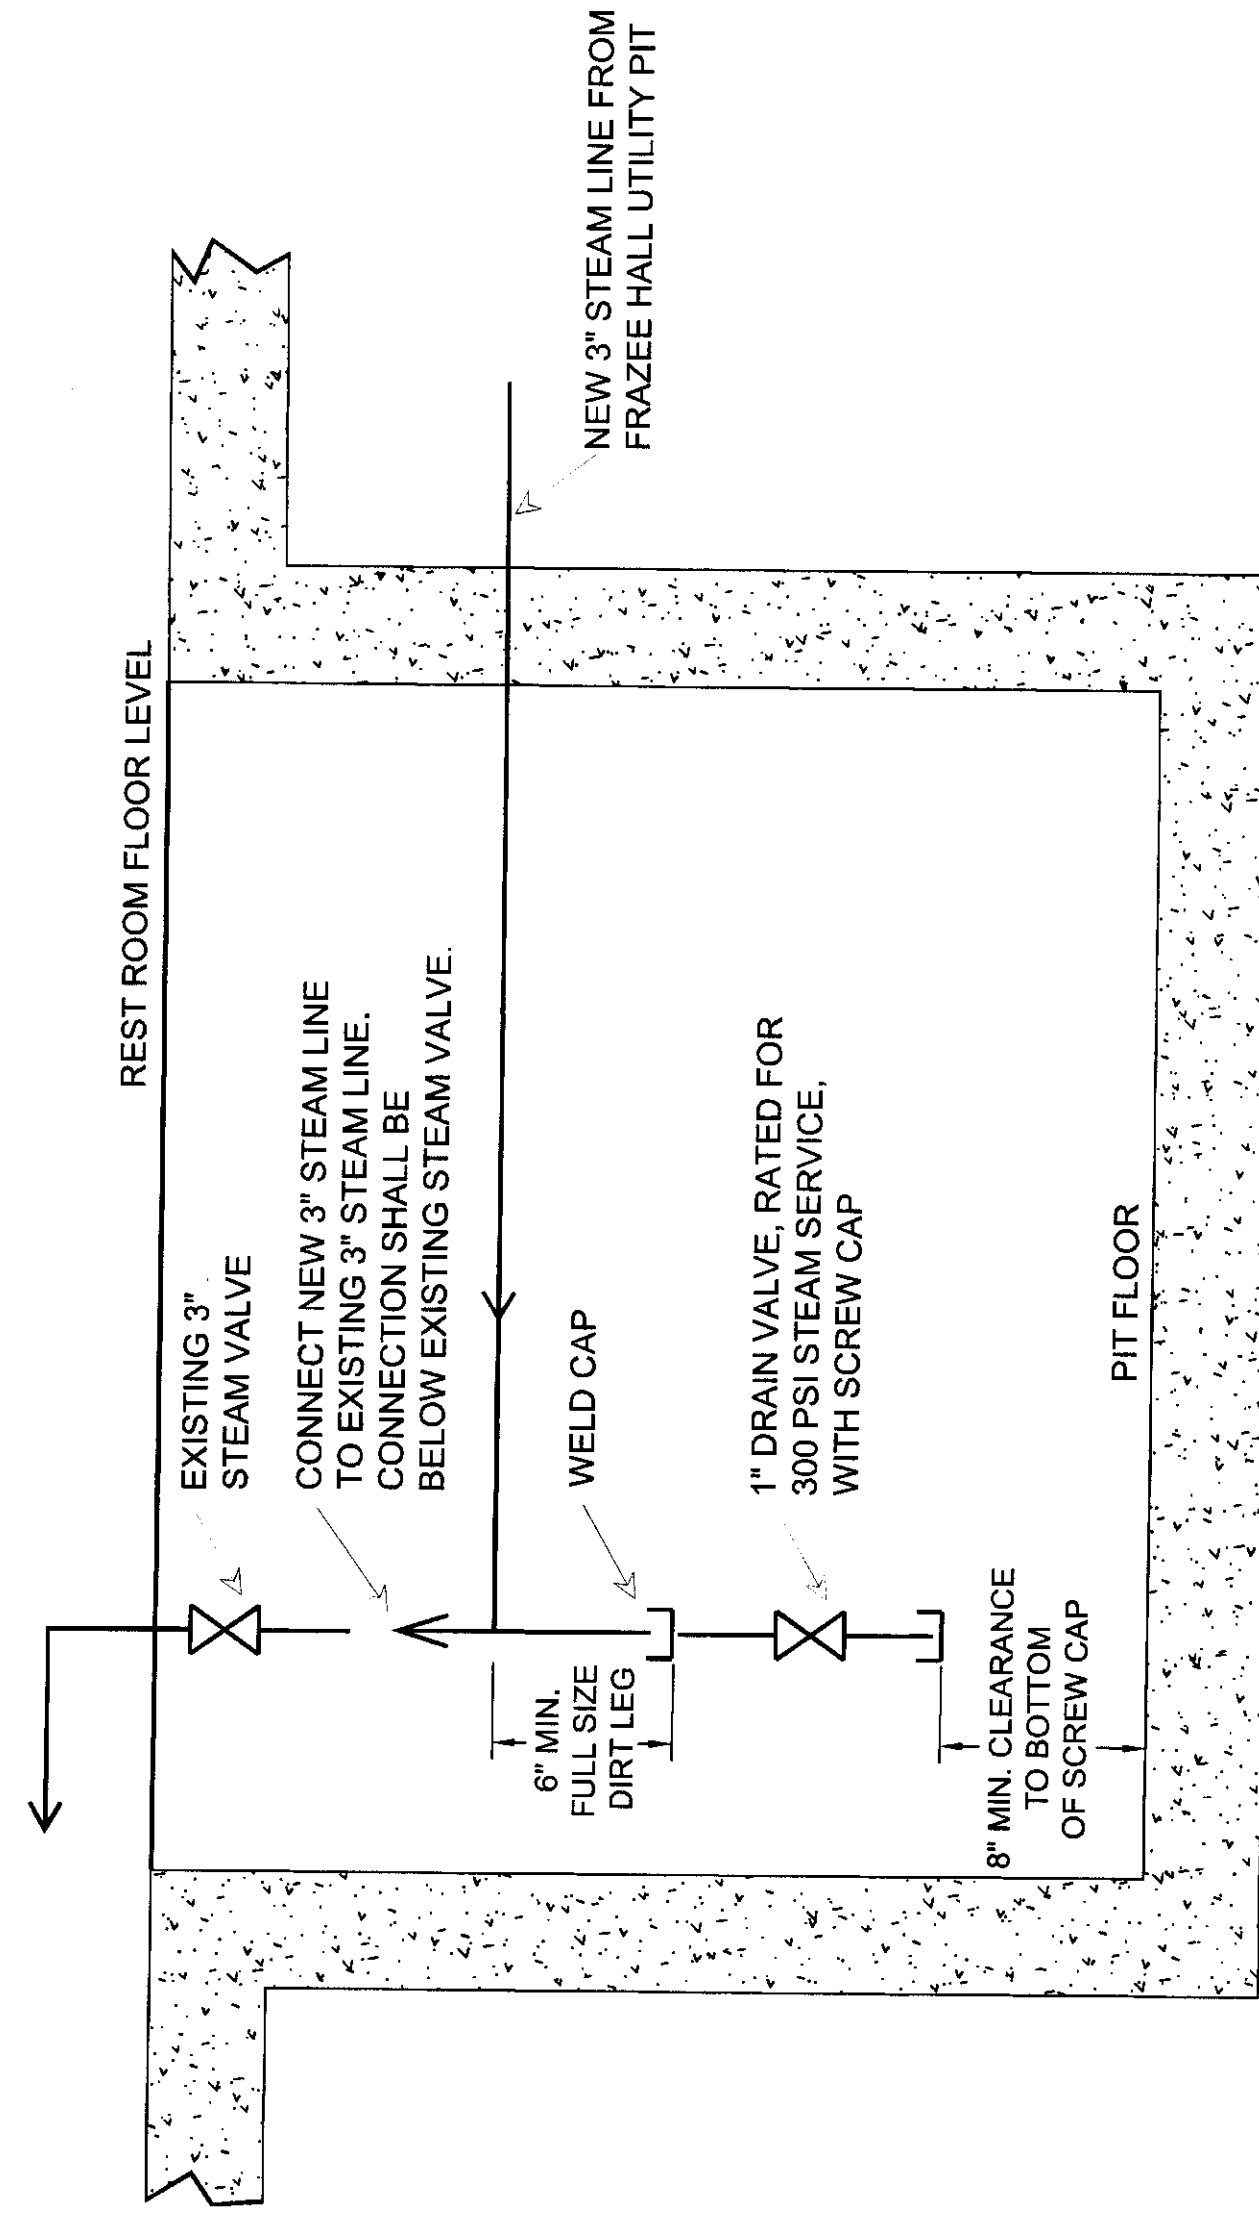 REST ROOM FLOOR LEVEL
EXISTING 3"
STEAM VALVE
CONNECT NEW 3" STEAM LINE
TO EXISTING 3" STEAM LINE.
CONNECTION SHALL BE
BELOW EXISTING STEAM VALVE.
NEW 3" STEAM LINE FROM
FRAZEE HALL UTILITY PIT
6" MIN.
FULL SIZE
DIRT LEG
WELD CAP
1" DRAIN VALVE, RATED FOR
300 PSI STEAM SERVICE,
WITH SCREW CAP
8" MIN. CLEARANCE
TO BOTTOM
OF SCREW CAP
PIT FLOOR